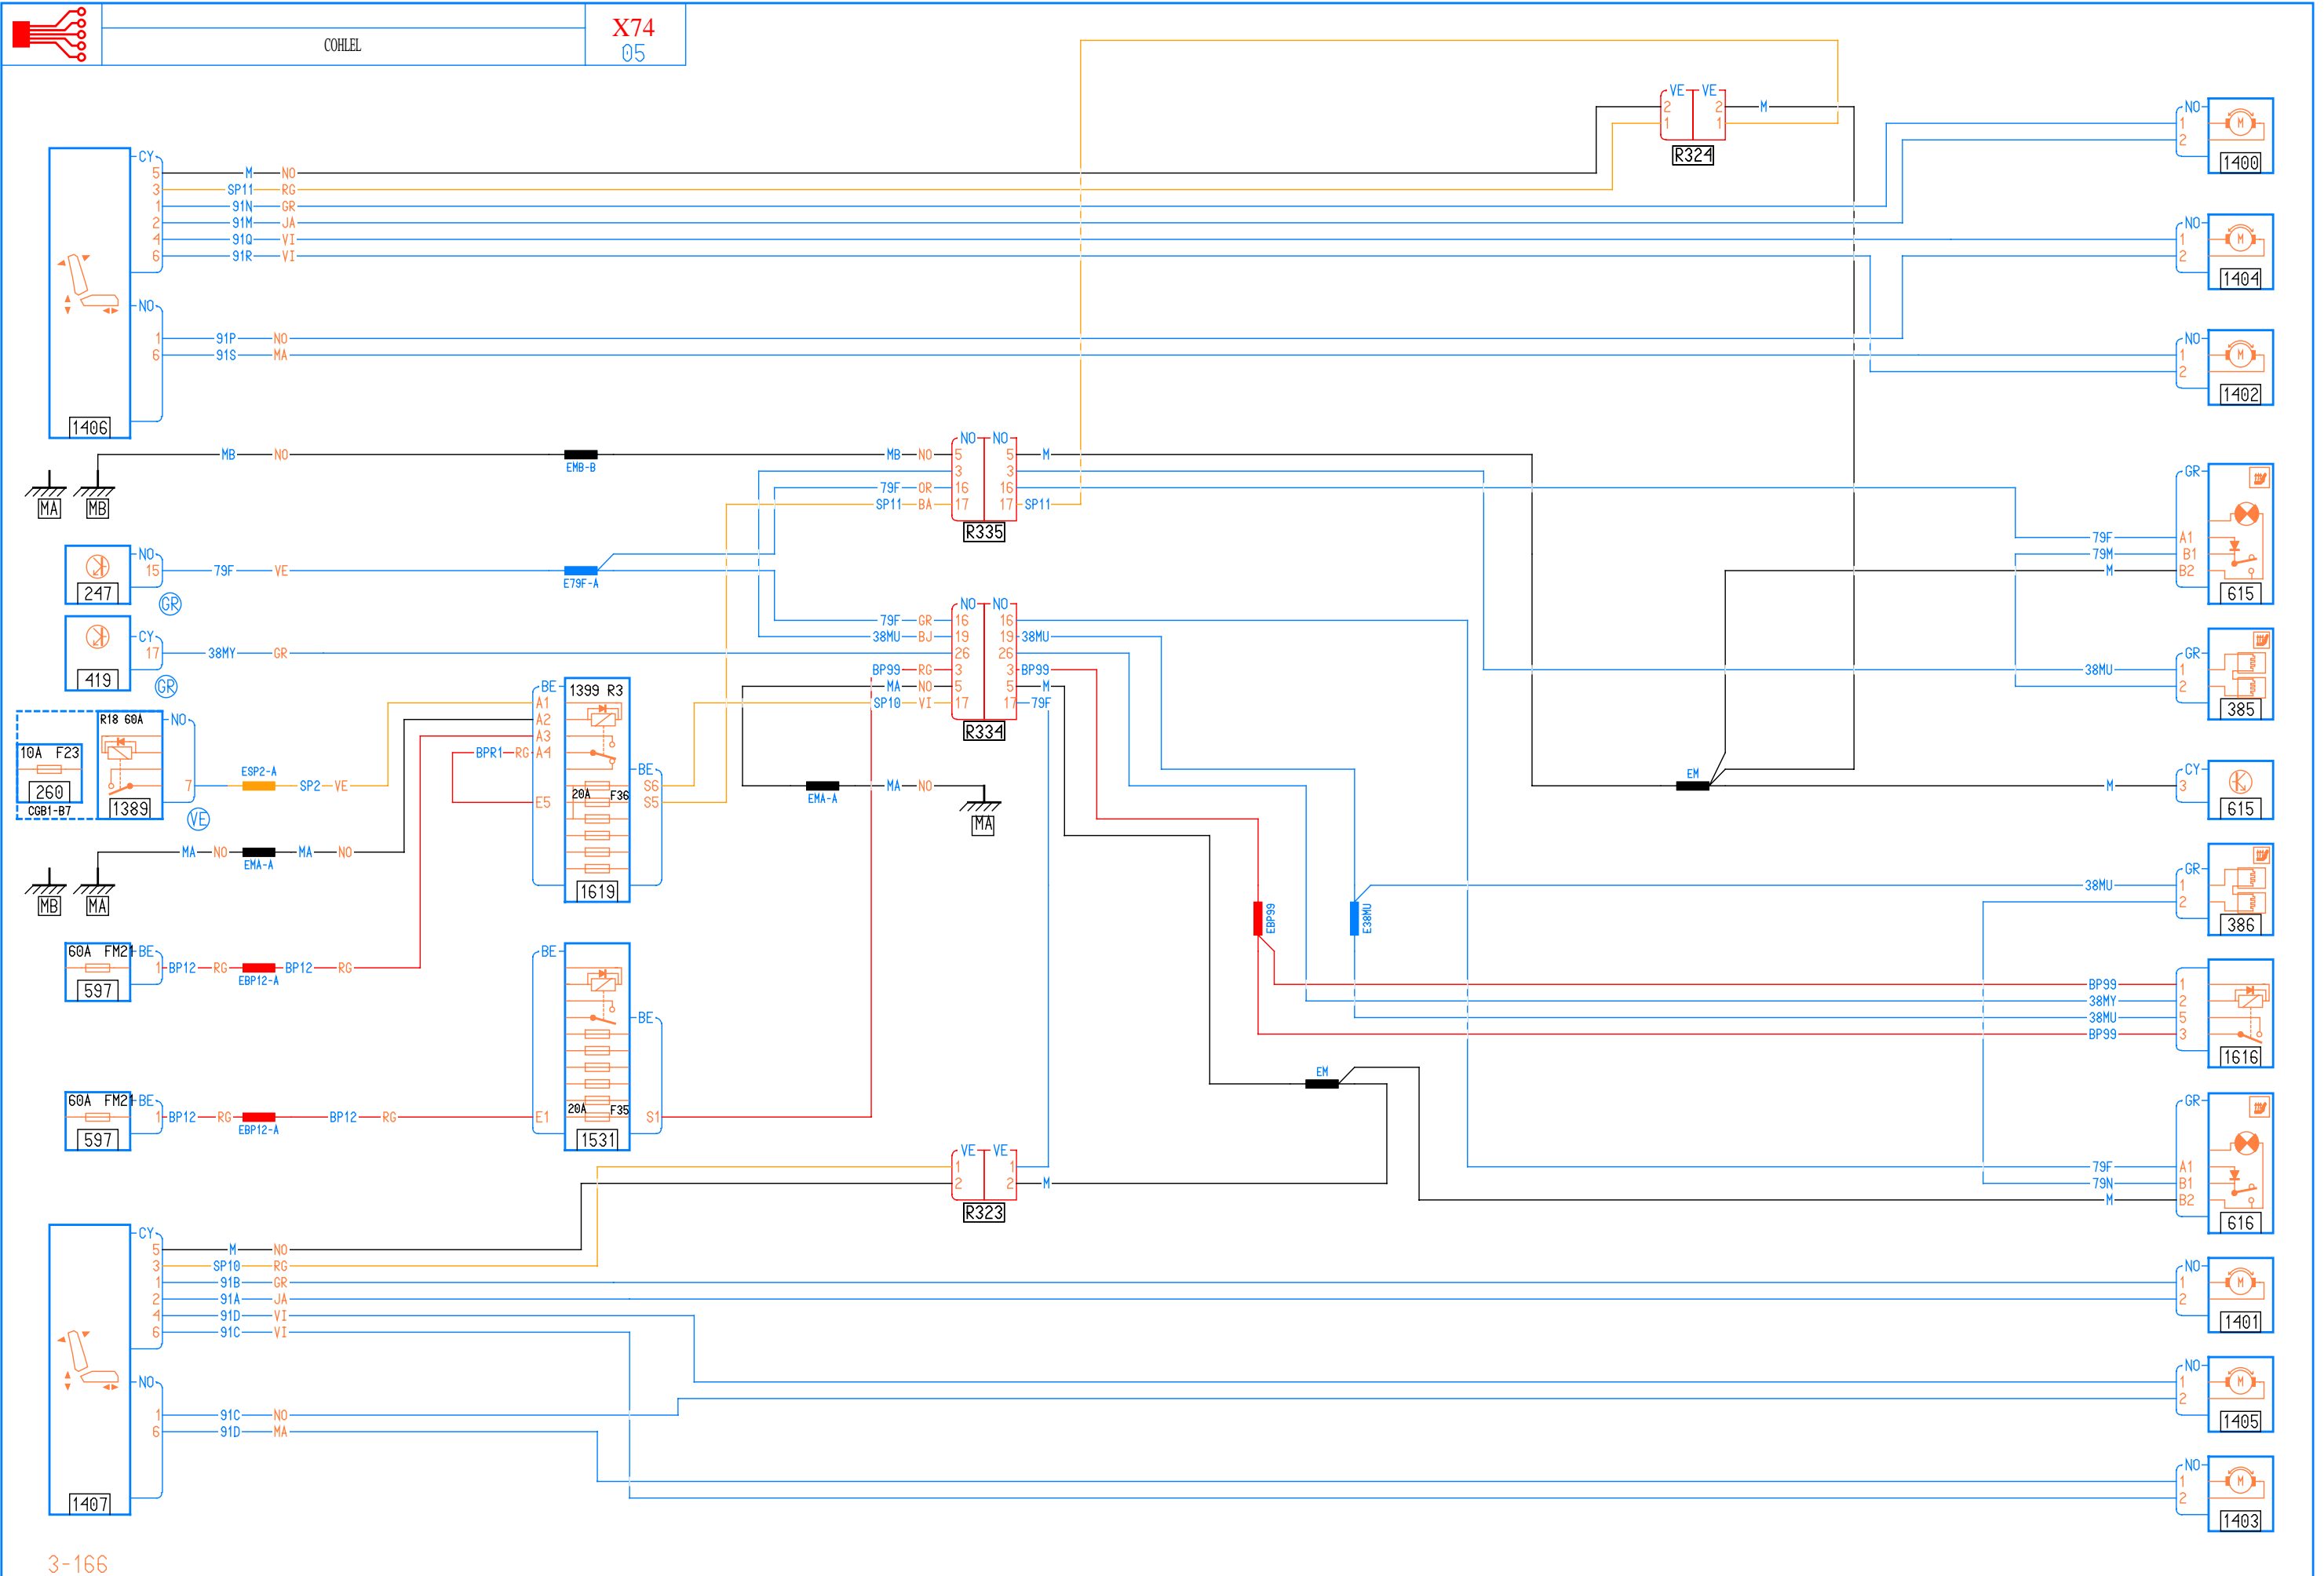 COHLEL
X74
05
VE VE
2 2 M
1 1
R324
NO
1
2
M
1400
CY
5 M NO
3 SP11 RG
1 91N GR
2 91M JA
4 91Q VI
6 91R VI
NO
1
2
M
1404
NO
1 91P NO
6 91S MA
1406
NO
1
2
M
1402
MB NO
EMB-B
MB NO 5
3
79F OR 16
SP11 BA 17
NO NO
5 M
3
16
17 SP11
R335
MA
MB
GR
79F A1
79M B1
M B2
615
NO
15 79F VE
247
GR
E79F-A
CY
17 38MY GR
419
GR
NO NO
79F GR 16 16
38MU BJ 19 19 38MU
26 26
BP99 RG 3 3 BP99
MA NO 5 5 M
SP10 VI 17 17 79F
R334
GR
38MU 1
2
385
R18 60A
NO
10A F23
260
CGB1-B7
1389
7
VE
ESP2-A
SP2 VE
BE
A1
A2
A3
BPR1 RG A4
E5
1399 R3
20A F36
BE
S6
S5
1619
EMA-A
MA NO
MA
EM
CY
M 3
615
MA NO
EMA-A
MA NO
MB
MA
EBP99
E38MU
GR
38MU 1
2
386
60A FM21
BE
1 BP12 RG
EBP12-A
BP12 RG
597
BE
BE
BP99 1
38MY 2
38MU 5
BP99 3
1616
60A FM21
BE
1 BP12 RG
EBP12-A
BP12 RG
597
E1
20A F35
S1
1531
EM
VE VE
1 1
2 2 M
R323
GR
79F A1
79N B1
M B2
616
CY
5 M NO
3 SP10 RG
1 91B GR
2 91A JA
4 91D VI
6 91C VI
NO
1
2
M
1401
NO
1 91C NO
6 91D MA
1407
NO
1
2
M
1405
NO
1
2
M
1403
3-166